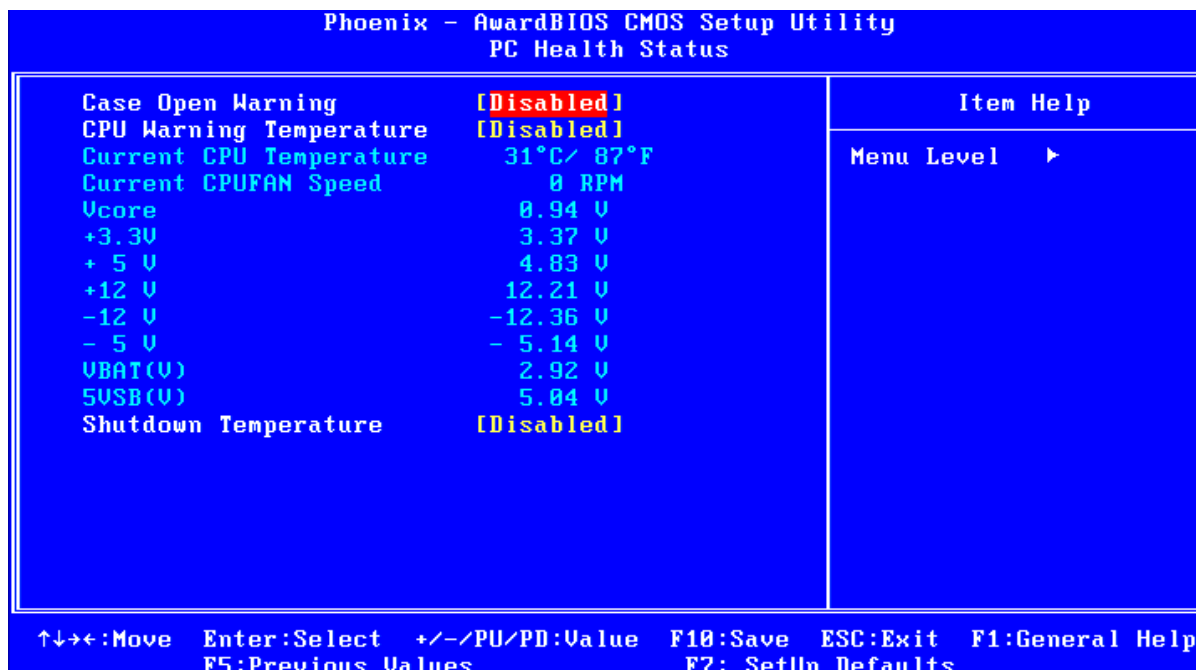 Phoenix - AwardBIOS CMOS Setup Utility
PC Health Status
Case Open Warning [Disabled]
CPU Warning Temperature [Disabled]
Current CPU Temperature 31°C/ 87°F
Current CPUFAN Speed 0 RPM
Vcore 0.94 V
+3.3V 3.37 V
+ 5 V 4.83 V
+12 V 12.21 V
-12 V -12.36 V
- 5 V - 5.14 V
VBAT(V) 2.92 V
5VSB(V) 5.04 V
Shutdown Temperature [Disabled]
Item Help
Menu Level ►
↑↓→←:Move Enter:Select +/-/PU/PD:Value F10:Save ESC:Exit F1:General Help
F5:Previous Values F7: SetUp Defaults